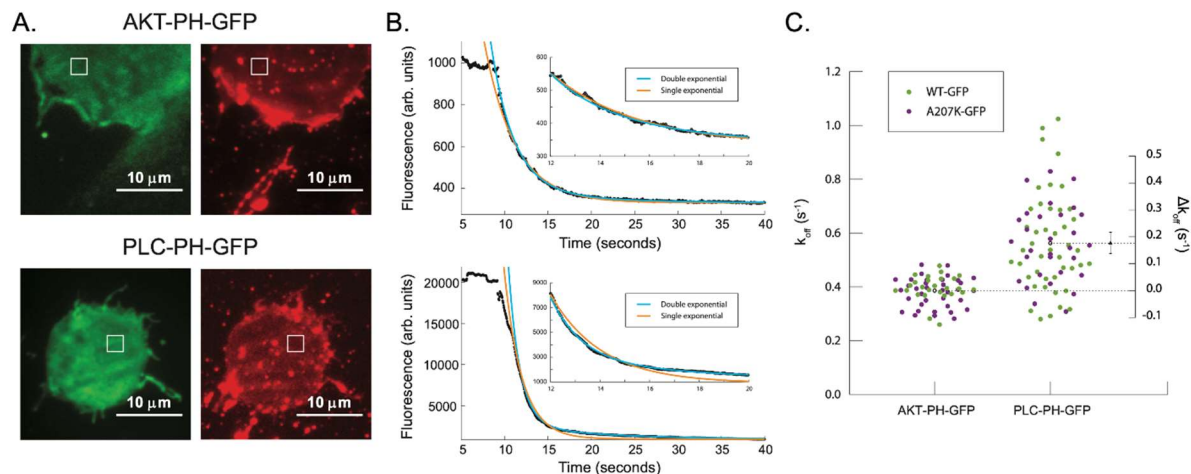 A.
AKT-PH-GFP
10 μm
10 μm
PLC-PH-GFP
10 μm
10 μm
B.
Fluorescence (arb. units)
1000
800
600
400
5 10 15 20 25 30 35 40
Time (seconds)
600
500
400
300
12 14 16 18 20
Double exponential
Single exponential
Fluorescence (arb. units)
20000
15000
10000
5000
5 10 15 20 25 30 35 40
Time (seconds)
9000
7000
5000
3000
1000
12 14 16 18 20
Double exponential
Single exponential
C.
WT-GFP
A207K-GFP
k_off (s⁻¹)
1.2
1.0
0.8
0.6
0.4
0.2
0.0
0.5
0.4
0.3
0.2
0.1
0.0
-0.1
Δk_off (s⁻¹)
AKT-PH-GFP PLC-PH-GFP